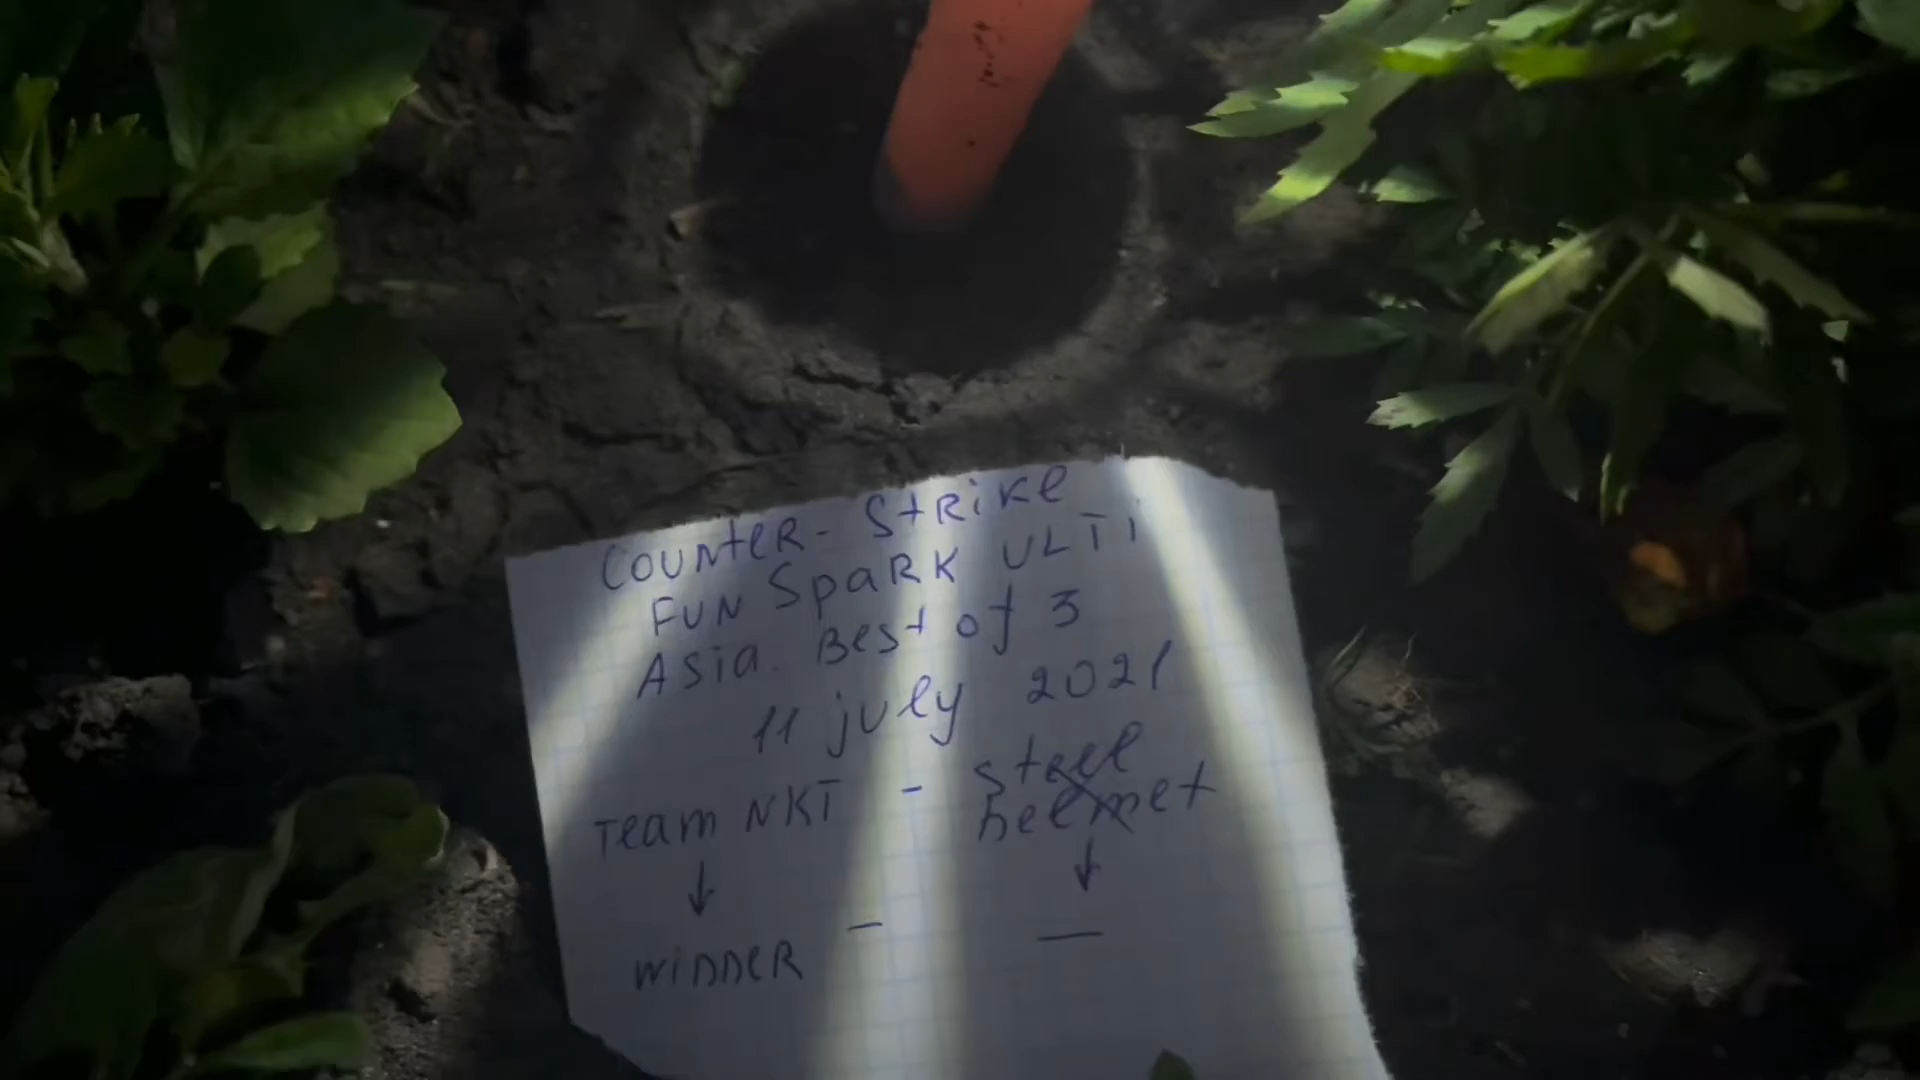 Counter-Strike
Fun Spark ULTI
Asia. Best of 3
11 july 2021
Team NKT - steel
helmet
↓ ↓
winner - —